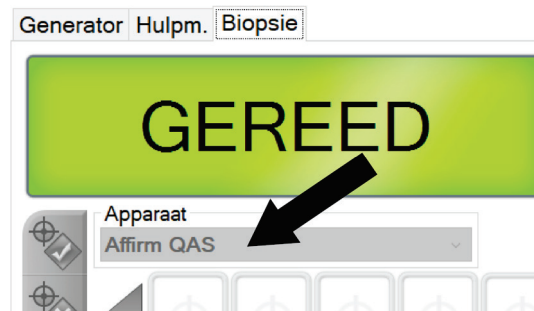 Generator Hulpm. Biopsie
GEREED
Apparaat
Affirm QAS